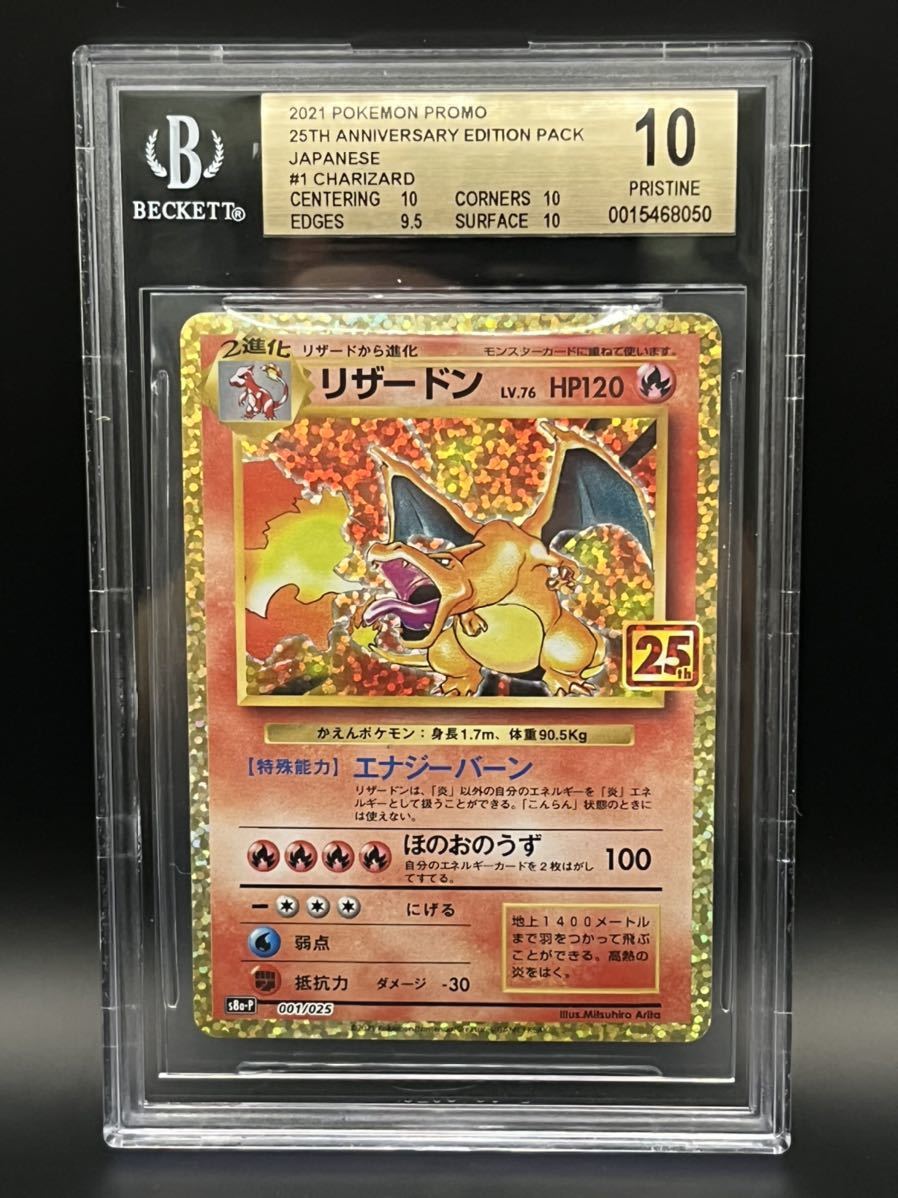 B
BECKETT®
2021 POKEMON PROMO
25TH ANNIVERSARY EDITION PACK
JAPANESE
#1 CHARIZARD
CENTERING 10 CORNERS 10
EDGES 9.5 SURFACE 10
10
PRISTINE
0015468050
2進化 リザードから進化 モンスターカードに重ねて使います。
リザードン LV.76 HP120
25th
かえんポケモン：身長1.7m、体重90.5Kg
【特殊能力】エナジーバーン
リザードンは、「炎」以外の自分のエネルギーを「炎」エネ
ルギーとして扱うことができる。「こんらん」状態のときに
は使えない。
ほのおのうず 100
自分のエネルギーカードを２枚はがし
てすてる。
にげる
弱点
抵抗力 ダメージ -30
地上１４００メートル
まで羽をつかって飛ぶ
ことができる。高熱の
炎をはく。
s8a-P 001/025
Illus.Mitsuhiro Arita